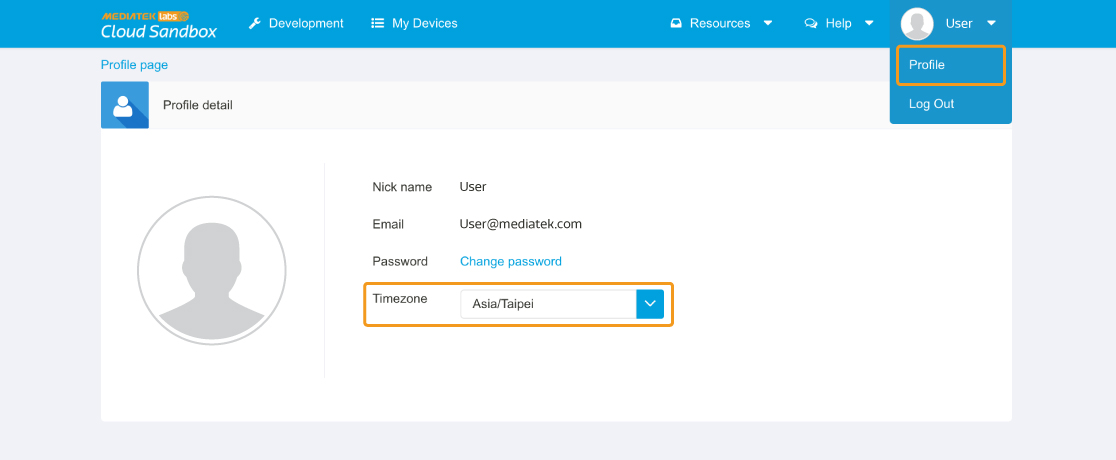 MEDIATEK labs
Cloud Sandbox
Development
My Devices
Resources
Help
User
Profile
Log Out
Profile page
Profile detail
Nick name User
Email User@mediatek.com
Password Change password
Timezone Asia/Taipei